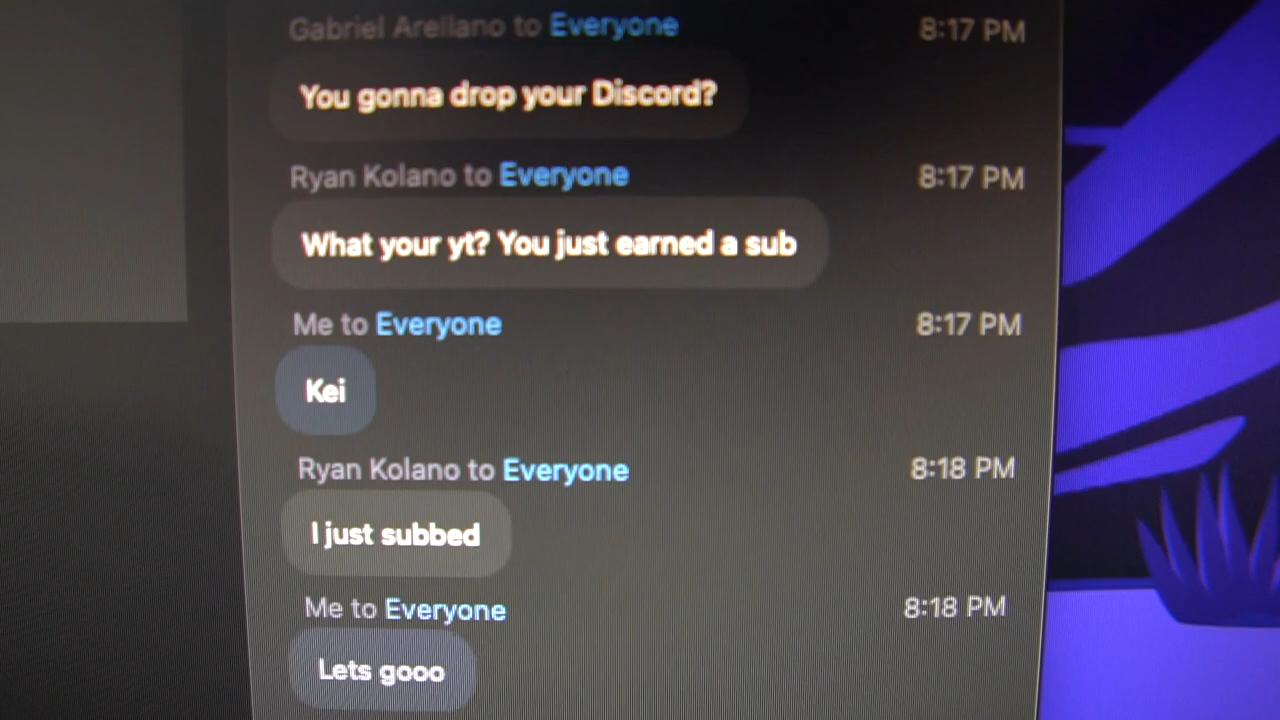 Gabriel Arellano to Everyone 8:17 PM
You gonna drop your Discord?
Ryan Kolano to Everyone 8:17 PM
What your yt? You just earned a sub
Me to Everyone 8:17 PM
Kei
Ryan Kolano to Everyone 8:18 PM
I just subbed
Me to Everyone 8:18 PM
Lets gooo